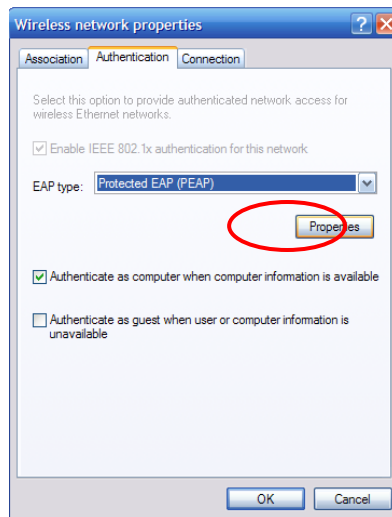 Wireless network properties
Association Authentication Connection
Select this option to provide authenticated network access for
wireless Ethernet networks.
Enable IEEE 802.1x authentication for this network
EAP type: Protected EAP (PEAP)
Properties
Authenticate as computer when computer information is available
Authenticate as guest when user or computer information is
unavailable
OK Cancel